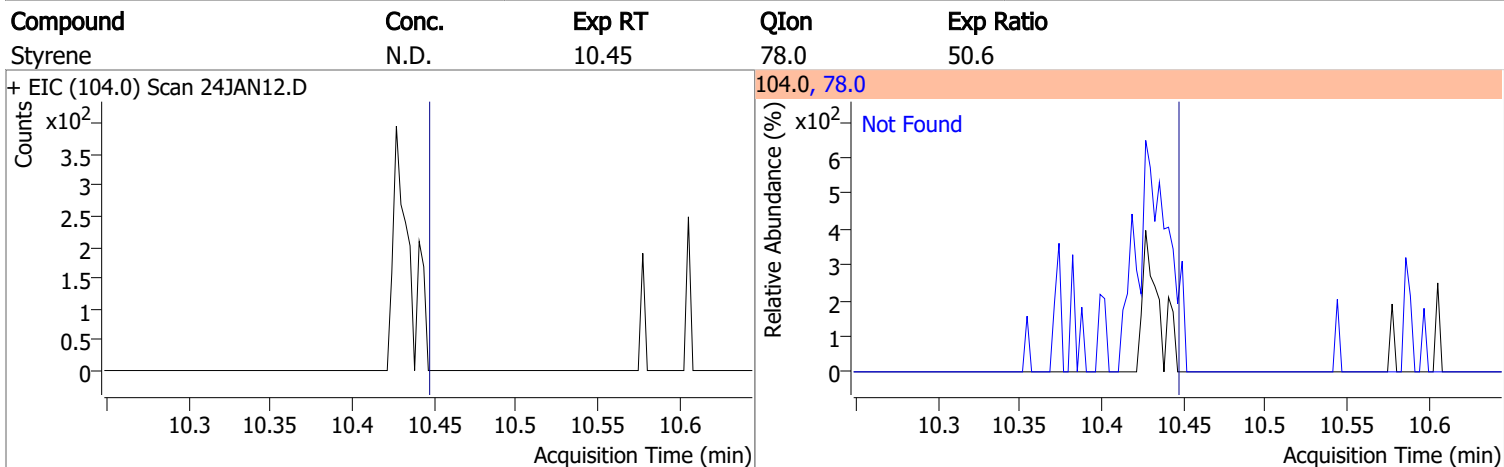 Compound Conc. Exp RT QIon Exp Ratio
Styrene N.D. 10.45 78.0 50.6
+ EIC (104.0) Scan 24JAN12.D
Counts
x10²
3.5
3
2.5
2
1.5
1
0.5
0
10.3 10.35 10.4 10.45 10.5 10.55 10.6
Acquisition Time (min)
104.0, 78.0
Relative Abundance (%)
x10²
Not Found
6
5
4
3
2
1
0
10.3 10.35 10.4 10.45 10.5 10.55 10.6
Acquisition Time (min)